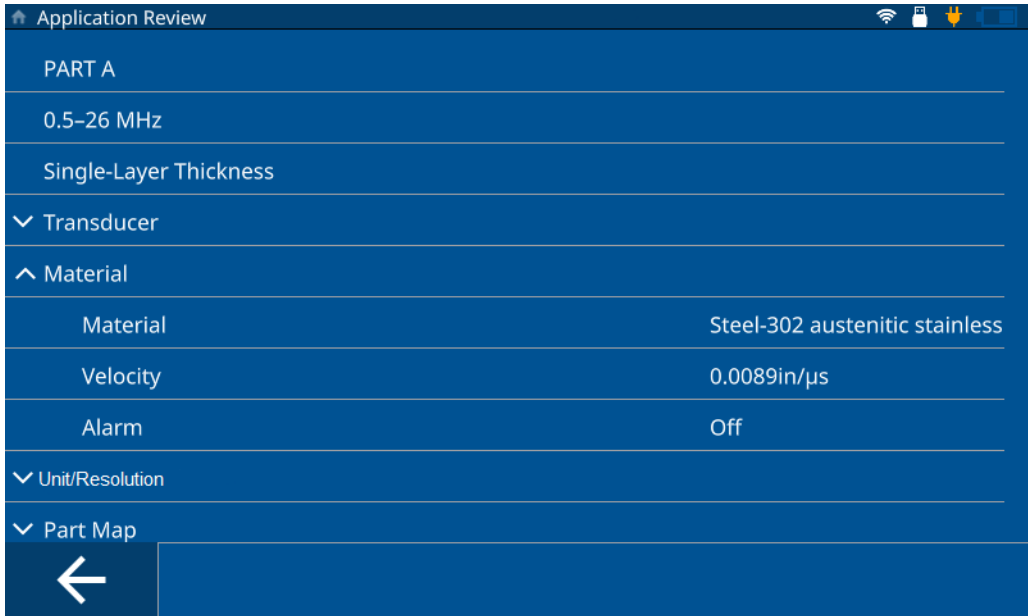 Application Review
PART A
0.5–26 MHz
Single-Layer Thickness
Transducer
Material
Material Steel-302 austenitic stainless
Velocity 0.0089in/µs
Alarm Off
Unit/Resolution
Part Map